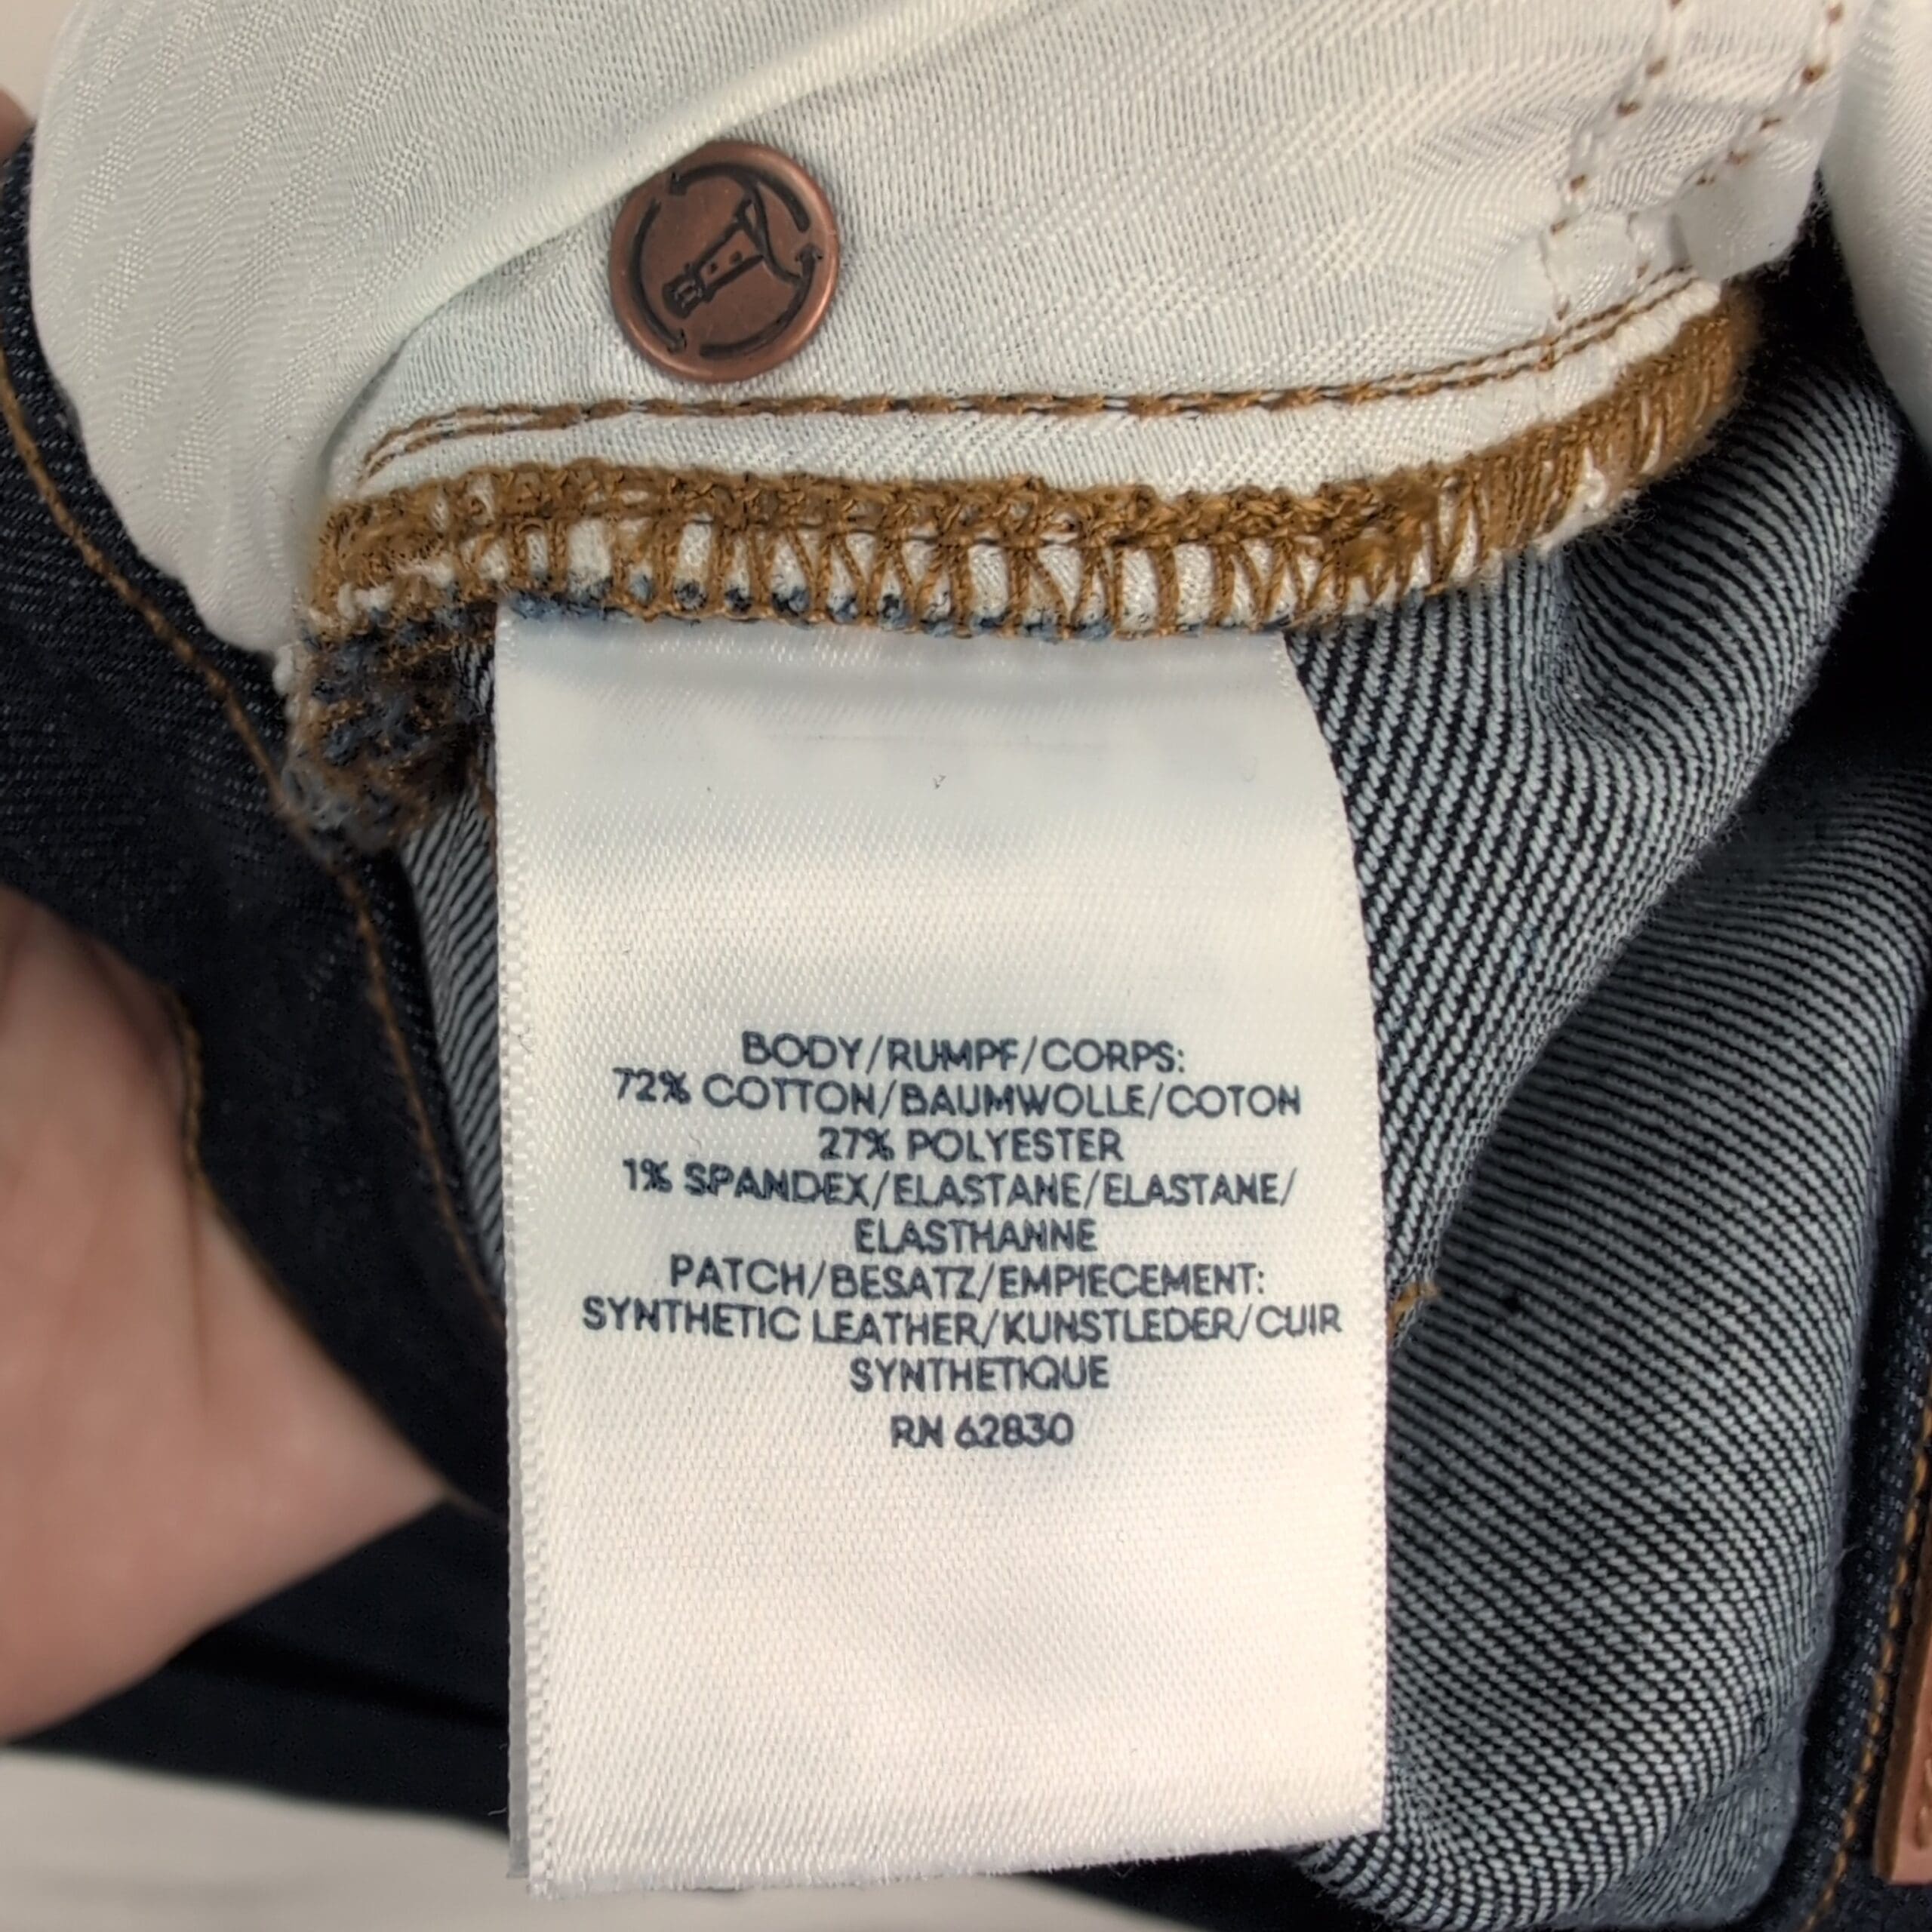 BODY/RUMPF/CORPS:
72% COTTON/BAUMWOLLE/COTON
27% POLYESTER
1% SPANDEX/ELASTANE/ELASTANE/
ELASTHANNE
PATCH/BESATZ/EMPIECEMENT:
SYNTHETIC LEATHER/KUNSTLEDER/CUIR
SYNTHETIQUE
RN 62830